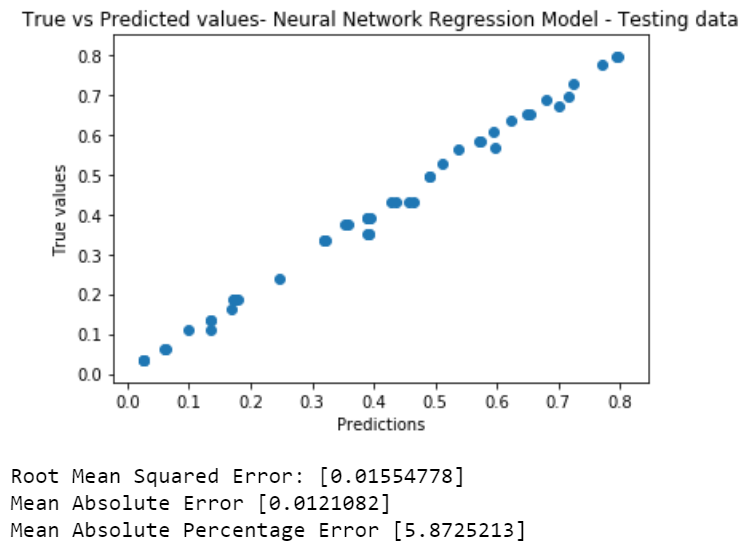 True vs Predicted values- Neural Network Regression Model - Testing data
0.8
0.7
0.6
0.5
0.4
0.3
0.2
0.1
0.0
True values
0.0 0.1 0.2 0.3 0.4 0.5 0.6 0.7 0.8
Predictions
Root Mean Squared Error: [0.01554778]
Mean Absolute Error [0.0121082]
Mean Absolute Percentage Error [5.8725213]